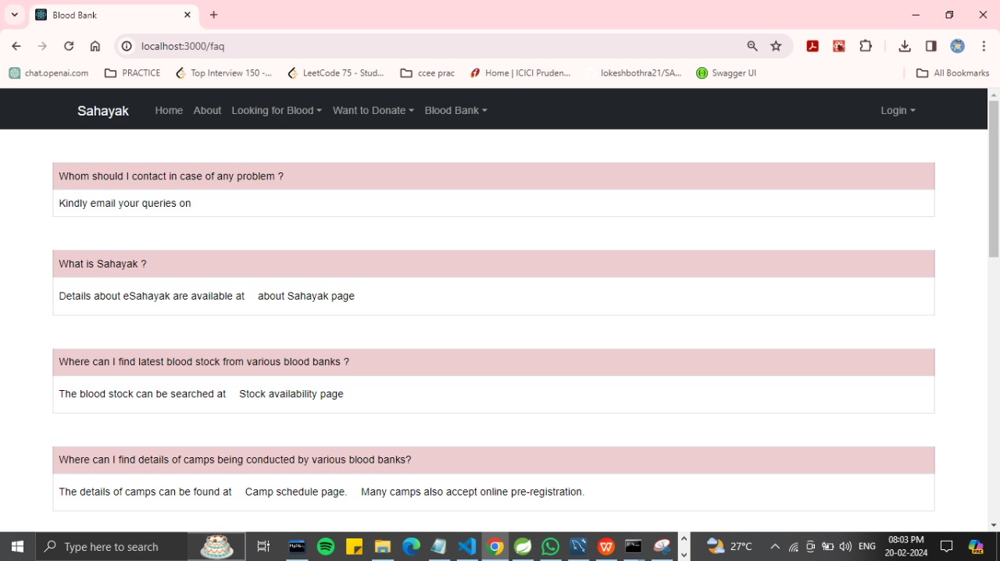 Blood Bank
localhost:3000/faq
chat.openai.com PRACTICE Top Interview 150 -... LeetCode 75 - Stud... ccee prac Home | ICICI Pruden... lokeshbothra21/SA... Swagger UI All Bookmarks
Sahayak Home About Looking for Blood Want to Donate Blood Bank Login
Whom should I contact in case of any problem ?
Kindly email your queries on
What is Sahayak ?
Details about eSahayak are available at about Sahayak page
Where can I find latest blood stock from various blood banks ?
The blood stock can be searched at Stock availability page
Where can I find details of camps being conducted by various blood banks?
The details of camps can be found at Camp schedule page. Many camps also accept online pre-registration.
Type here to search 27°C ENG 08:03 PM
20-02-2024